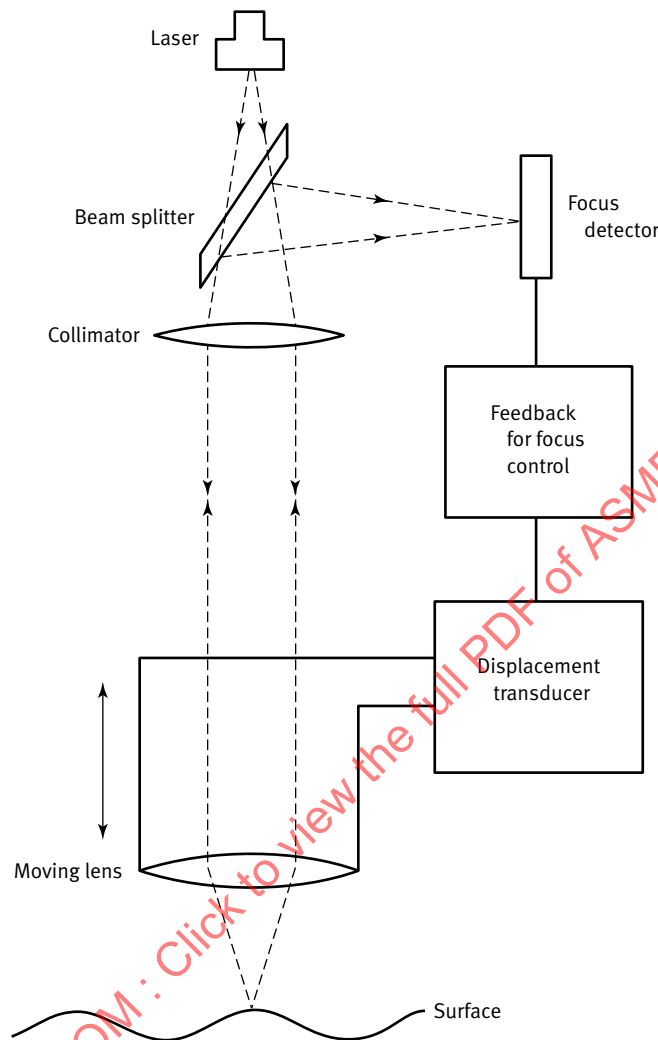 Laser
Beam splitter
Focus
detector
Collimator
Feedback
for focus
control
Displacement
transducer
Moving lens
Surface
OM : Click to view the full PDF of ASME